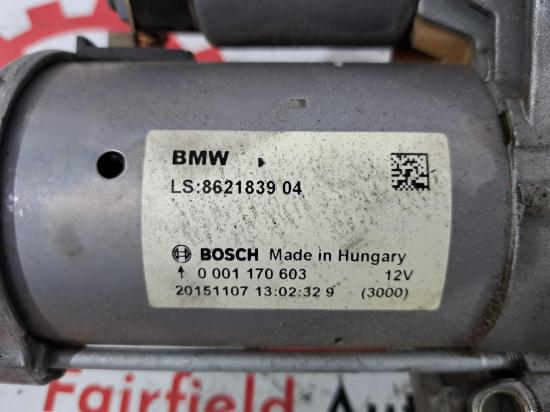 BMW
LS:8621839 04
BOSCH Made in Hungary
0 001 170 603 12V
20151107 13:02:32 9 (3000)
Fairfield Au